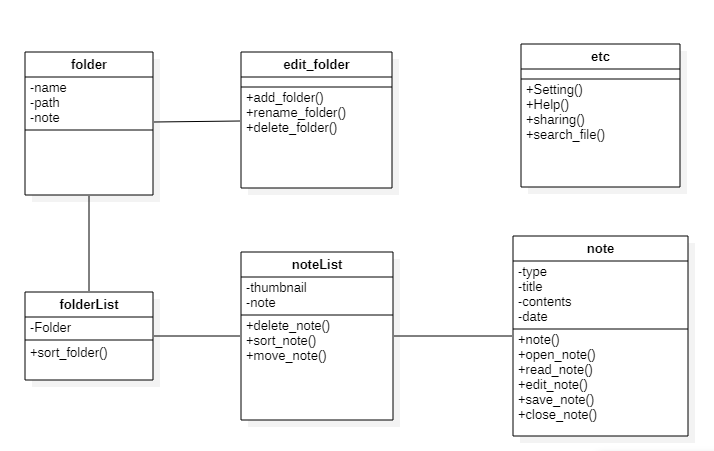 folder
-name
-path
-note
edit_folder
+add_folder()
+rename_folder()
+delete_folder()
etc
+Setting()
+Help()
+sharing()
+search_file()
folderList
-Folder
+sort_folder()
noteList
-thumbnail
-note
+delete_note()
+sort_note()
+move_note()
note
-type
-title
-contents
-date
+note()
+open_note()
+read_note()
+edit_note()
+save_note()
+close_note()